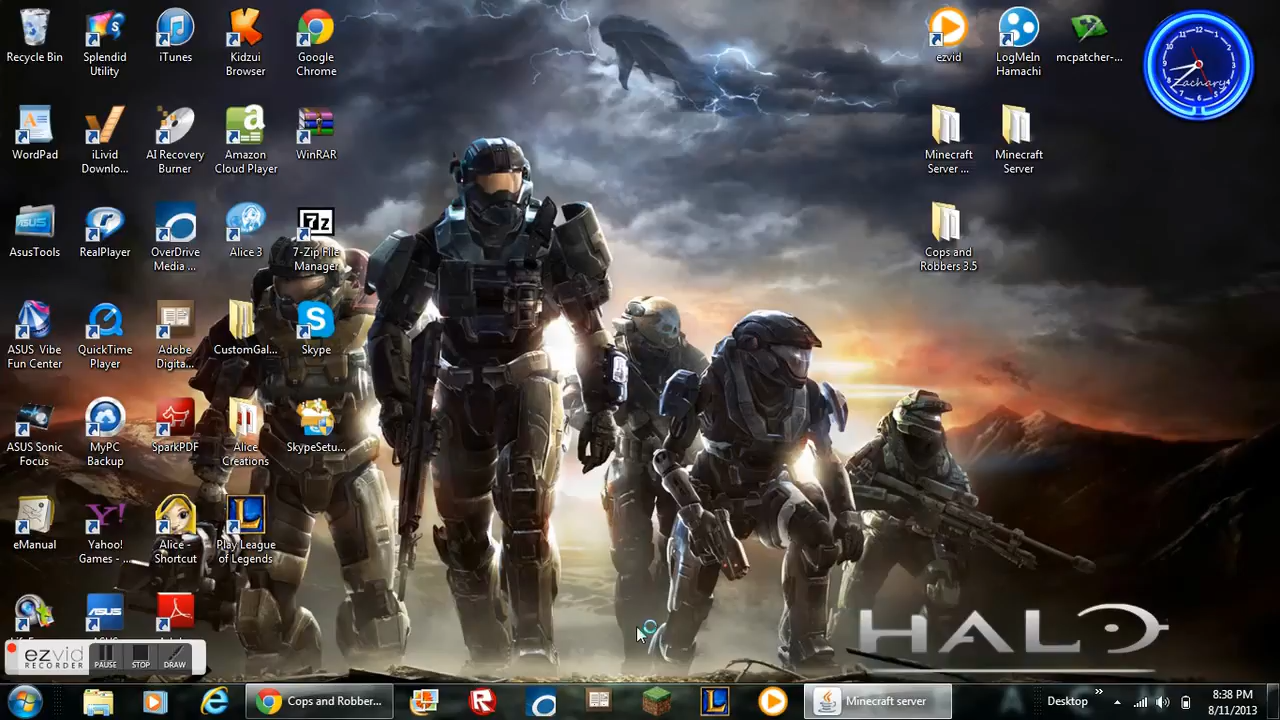 Recycle Bin
Splendid
Utility
iTunes
Kidzui
Browser
Google
Chrome
ezvid
LogMeIn
Hamachi
mcpatcher-...
Zachary
WordPad
iLivid
Downlo...
AI Recovery
Burner
Amazon
Cloud Player
WinRAR
Minecraft
Server ...
Minecraft
Server
AsusTools
RealPlayer
OverDrive
Media ...
Alice 3
7-Zip File
Manager
Cops and
Robbers 3.5
ASUS Vibe
Fun Center
QuickTime
Player
Adobe
Digita...
CustomGal...
Skype
ASUS Sonic
Focus
MyPC
Backup
SparkPDF
Alice
Creations
SkypeSetu...
eManual
Yahoo!
Games - ...
Alice -
Shortcut
Play League
of Legends
HALO
ezvid
RECORDER
PAUSE
STOP
DRAW
Cops and Robber...
Minecraft server
Desktop
8:38 PM
8/11/2013